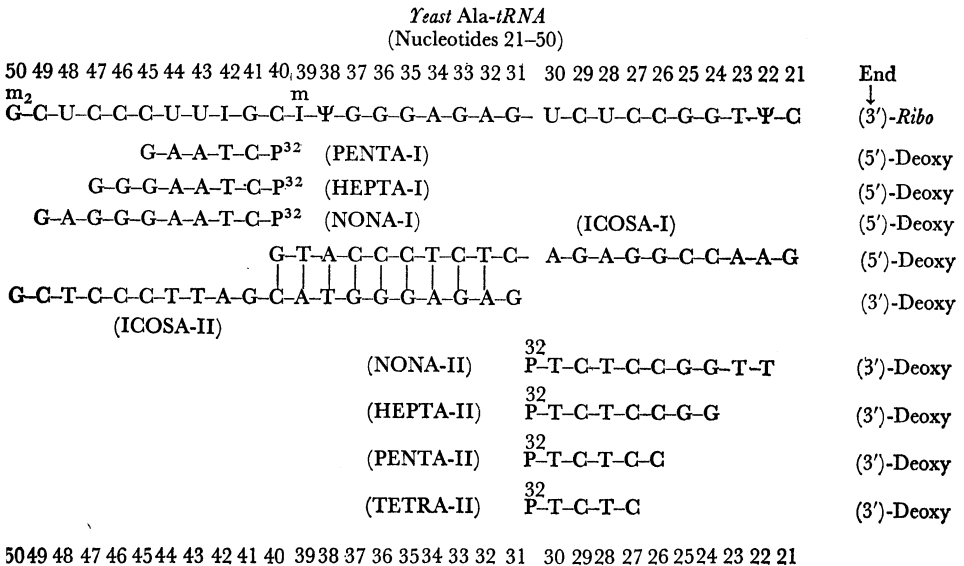 Yeast Ala-tRNA
(Nucleotides 21–50)
50 49 48 47 46 45 44 43 42 41 40 39 38 37 36 35 34 33 32 31 30 29 28 27 26 25 24 23 22 21 End
m2 m ↓
G–C–U–C–C–C–U–U–I–G–C–I–Ψ–G–G–G–A–G–A–G– U–C–U–C–C–G–G–T–Ψ–C (3')-Ribo
G–A–A–T–C–P32 (PENTA-I) (5')-Deoxy
G–G–G–A–A–T–C–P32 (HEPTA-I) (5')-Deoxy
G–A–G–G–G–A–A–T–C–P32 (NONA-I) (ICOSA-I) (5')-Deoxy
G–T–A–C–C–C–T–C–T–C– A–G–A–G–G–C–C–A–A–G (5')-Deoxy
G–C–T–C–C–C–T–T–A–G–C–A–T–G–G–G–A–G–A–G (3')-Deoxy
(ICOSA-II)
(NONA-II) 32P–T–C–T–C–C–G–G–T–T (3')-Deoxy
(HEPTA-II) 32P–T–C–T–C–C–G–G (3')-Deoxy
(PENTA-II) 32P–T–C–T–C–C (3')-Deoxy
(TETRA-II) 32P–T–C–T–C (3')-Deoxy
50 49 48 47 46 45 44 43 42 41 40 39 38 37 36 35 34 33 32 31 30 29 28 27 26 25 24 23 22 21